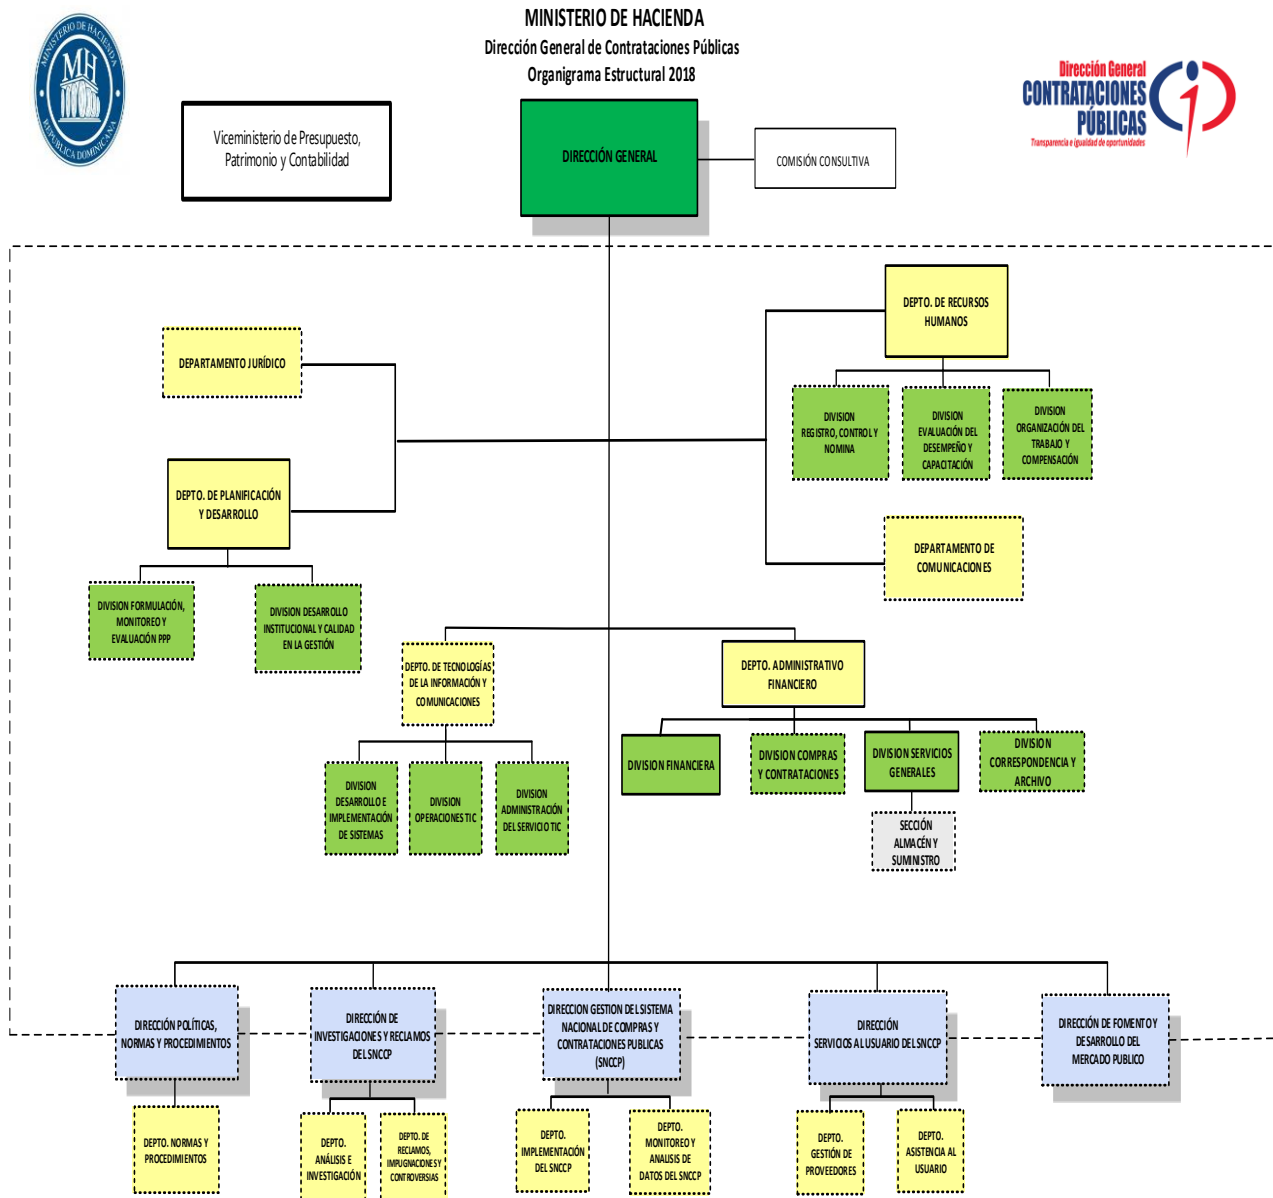 MINISTERIO DE HACIENDA
Dirección General de Contrataciones Públicas
Organigrama Estructural 2018
MINISTERIO DE HACIENDA
MH
REPUBLICA DOMINICANA
Dirección General
CONTRATACIONES
PÚBLICAS
Transparencia e igualdad de oportunidades
Viceministerio de Presupuesto,
Patrimonio y Contabilidad
DIRECCIÓN GENERAL
COMISIÓN CONSULTIVA
DEPTO. DE RECURSOS
HUMANOS
DEPARTAMENTO JURÍDICO
DIVISION
REGISTRO, CONTROL Y
NOMINA
DIVISION
EVALUACIÓN DEL
DESEMPEÑO Y
CAPACITACIÓN
DIVISION
ORGANIZACIÓN DEL
TRABAJO Y
COMPENSACIÓN
DEPTO. DE PLANIFICACIÓN
Y DESARROLLO
DEPARTAMENTO DE
COMUNICACIONES
DIVISION FORMULACIÓN,
MONITOREO Y
EVALUACIÓN PPP
DIVISION DESARROLLO
INSTITUCIONAL Y CALIDAD
EN LA GESTIÓN
DEPTO. DE TECNOLOGÍAS
DE LA INFORMACIÓN Y
COMUNICACIONES
DEPTO. ADMINISTRATIVO
FINANCIERO
DIVISION FINANCIERA
DIVISION COMPRAS
Y CONTRATACIONES
DIVISION SERVICIOS
GENERALES
DIVISION
CORRESPONDENCIA Y
ARCHIVO
DIVISION
DESARROLLO E
IMPLEMENTACIÓN
DE SISTEMAS
DIVISION
OPERACIONES TIC
DIVISION
ADMINISTRACIÓN
DEL SERVICIO TIC
SECCIÓN
ALMACÉN Y
SUMINISTRO
DIRECCIÓN POLÍTICAS,
NORMAS Y PROCEDIMIENTOS
DIRECCIÓN DE
INVESTIGACIONES Y RECLAMOS
DEL SNCCP
DIRECCION GESTION DEL SISTEMA
NACIONAL DE COMPRAS Y
CONTRATACIONES PUBLICAS
(SNCCP)
DIRECCIÓN
SERVICIOS AL USUARIO DEL SNCCP
DIRECCIÓN DE FOMENTO Y
DESARROLLO DEL
MERCADO PUBLICO
DEPTO. NORMAS Y
PROCEDIMIENTOS
DEPTO.
ANÁLISIS E
INVESTIGACIÓN
DEPTO. DE
RECLAMOS,
IMPUGNACIONES Y
CONTROVERSIAS
DEPTO.
IMPLEMENTACIÓN
DEL SNCCP
DEPTO.
MONITOREO Y
ANALISIS DE
DATOS DEL SNCCP
DEPTO.
GESTIÓN DE
PROVEEDORES
DEPTO.
ASISTENCIA AL
USUARIO